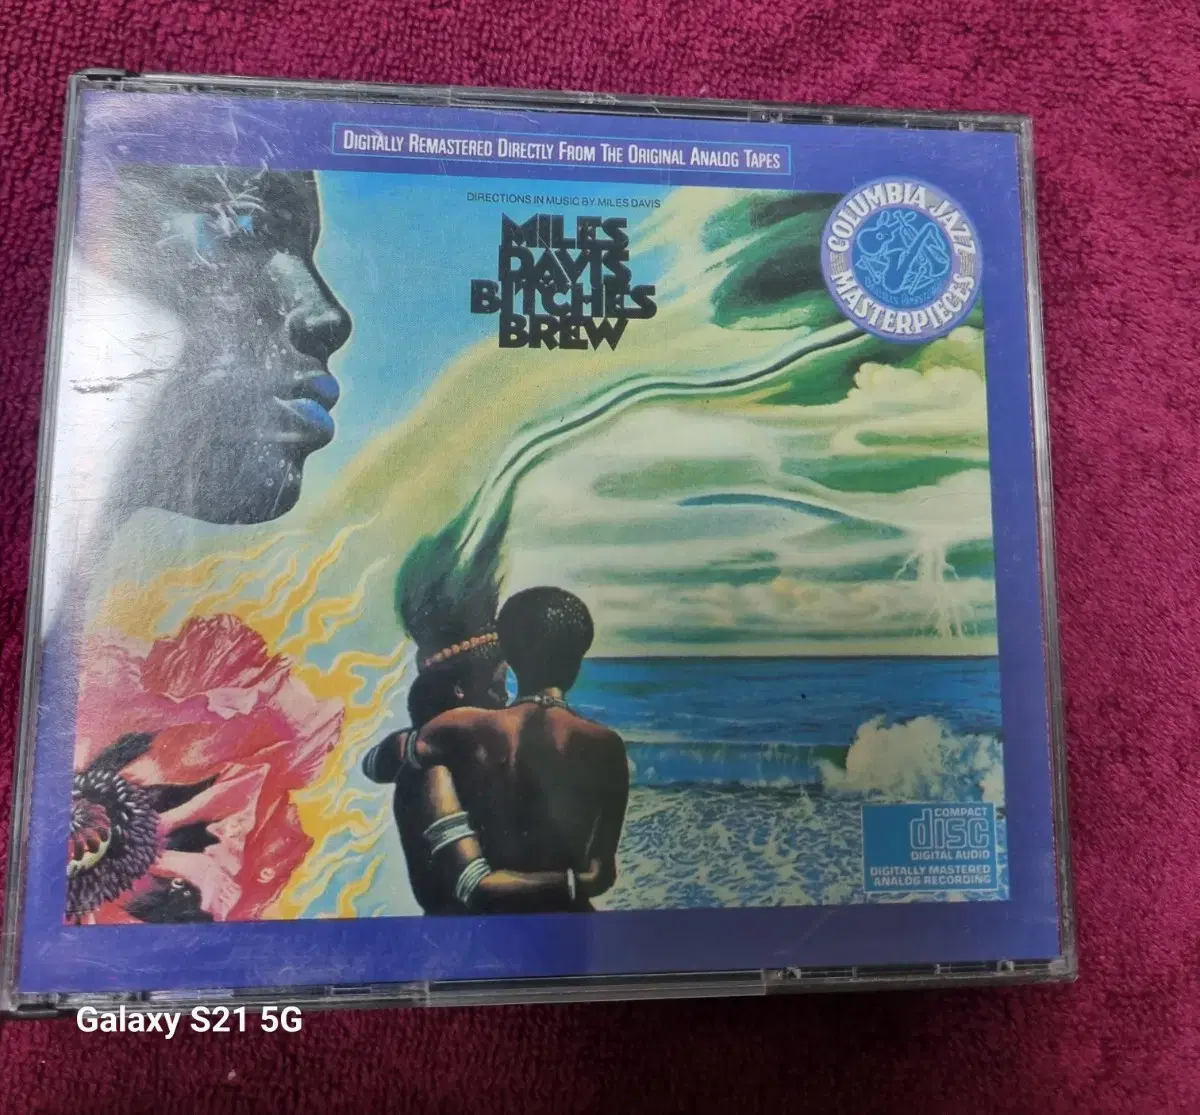 DIGITALLY REMASTERED DIRECTLY FROM THE ORIGINAL ANALOG TAPES
DIRECTIONS IN MUSIC BY MILES DAVIS
MILES
DAVIS
BITCHES
BREW
COLUMBIA JAZZ
MASTERPIECES
COMPACT
disc
DIGITAL AUDIO
DIGITALLY MASTERED
ANALOG RECORDING
Galaxy S21 5G